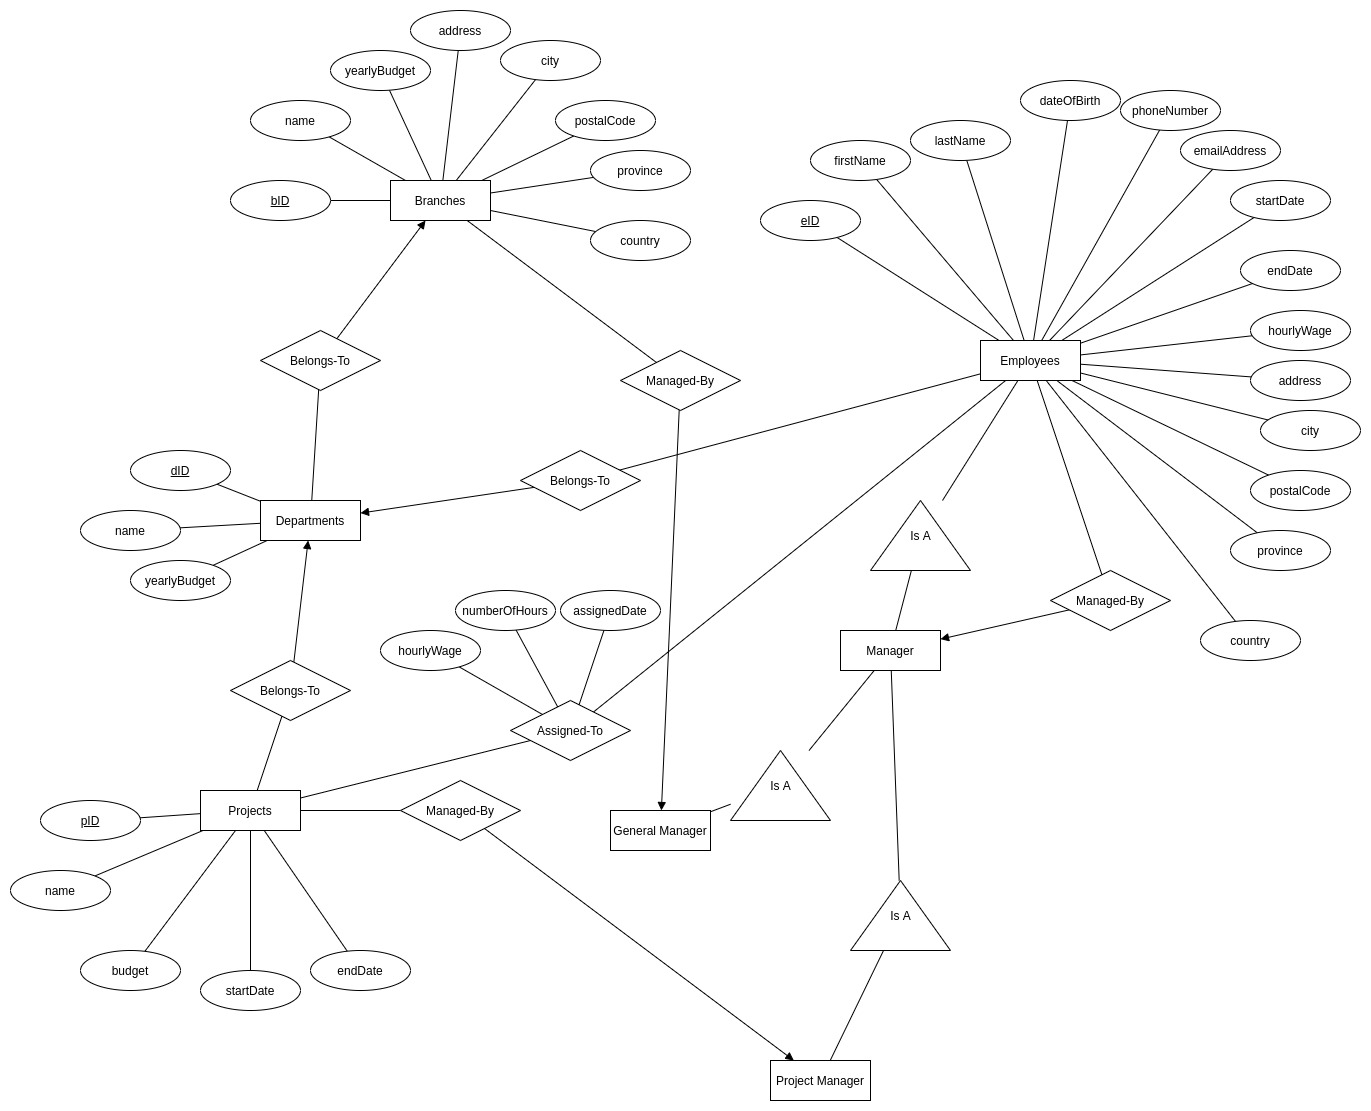 address
city
yearlyBudget
name
postalCode
province
bID
Branches
country
dateOfBirth
phoneNumber
lastName
emailAddress
firstName
startDate
eID
endDate
hourlyWage
Employees
address
city
postalCode
province
country
Belongs-To
Managed-By
Belongs-To
dID
name
Departments
yearlyBudget
Is A
Managed-By
Manager
numberOfHours
assignedDate
hourlyWage
Belongs-To
Assigned-To
Projects
Managed-By
Is A
General Manager
pID
name
budget
startDate
endDate
Is A
Project Manager